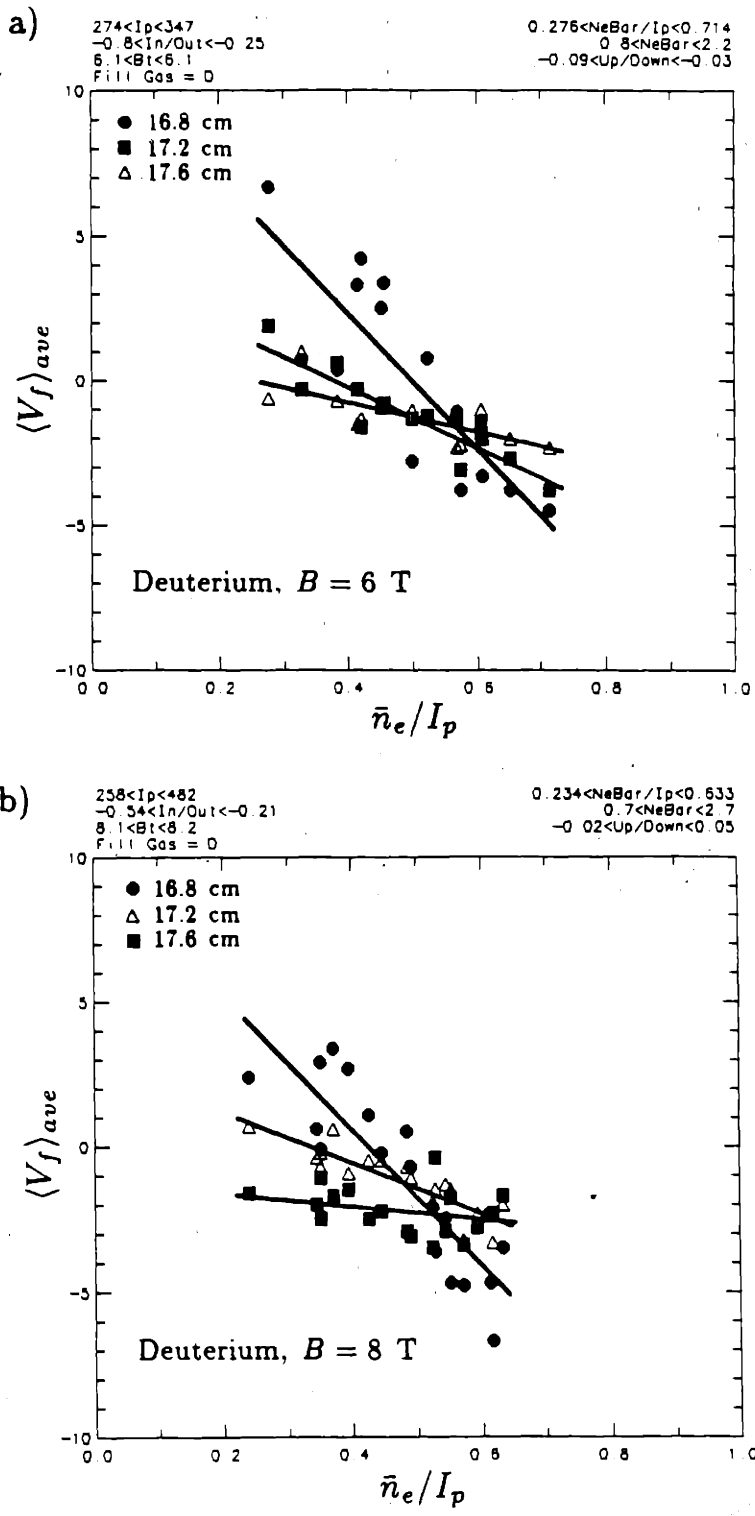 a)
274<Ip<347
-0.8<In/Out<-0 25
6.1<Bt<6.1
Fill Gas = D
0.276<NeBar/Ip<0.714
0 8<NeBar<2.2
-0.09<Up/Down<-0.03
10
5
0
-5
-10
● 16.8 cm
■ 17.2 cm
△ 17.6 cm
⟨V_f⟩_ave
Deuterium, B = 6 T
0 0 0 2 0 4 0 6 0 8 1 0
n̄_e/I_p
b)
258<Ip<482
-0.54<In/Out<-0.21
8.1<Bt<8.2
Fill Gas = D
0.234<NeBar/Ip<0.633
0.7<NeBar<2.7
-0 02<Up/Down<0.05
10
5
0
-5
-10
● 16.8 cm
△ 17.2 cm
■ 17.6 cm
⟨V_f⟩_ave
Deuterium, B = 8 T
0 0 0 2 0 4 0 6 0 8 1.0
n̄_e/I_p